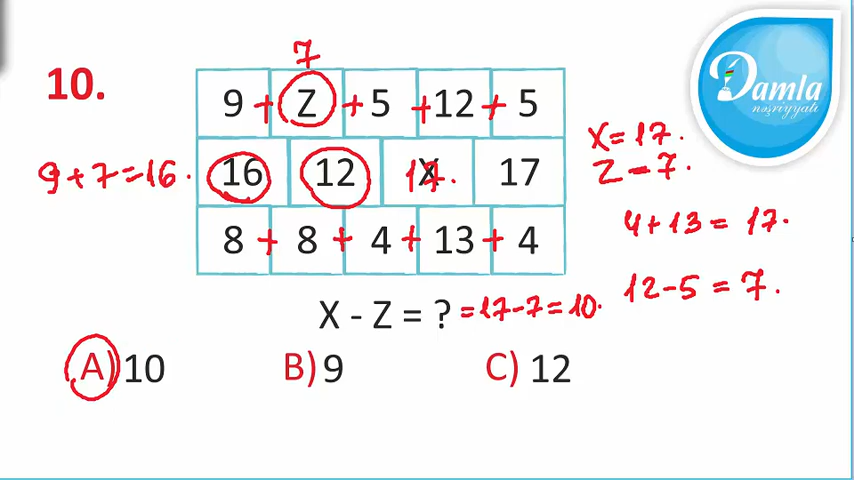 7
10.
Damla
nəşriyyatı
9 + Z + 5 + 12 + 5
x = 17.
9 + 7 = 16.
16 12 X 17. 17
Z - 7.
8 + 8 + 4 + 13 + 4
4 + 13 = 17.
X - Z = ? = 17 - 7 = 10.
12 - 5 = 7.
A) 10 B) 9 C) 12